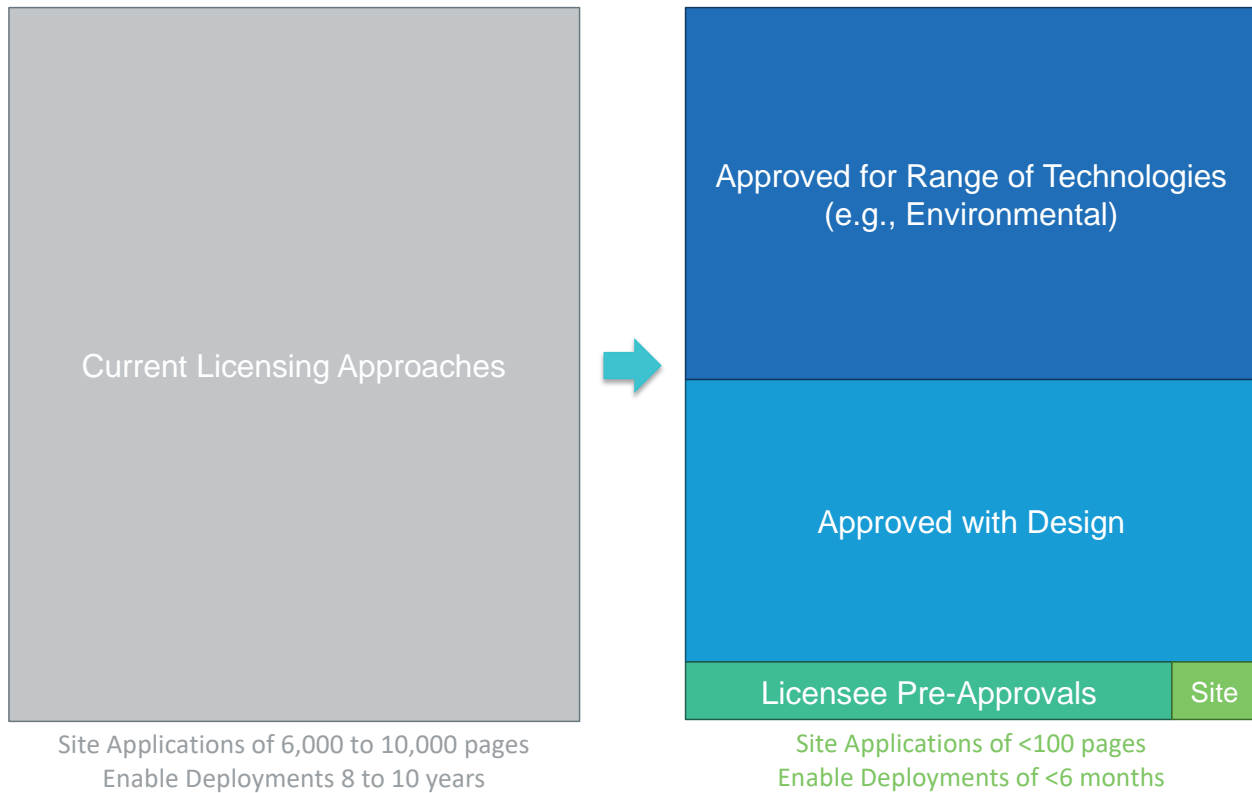 Current Licensing Approaches
Site Applications of 6,000 to 10,000 pages
Enable Deployments 8 to 10 years
Approved for Range of Technologies
(e.g., Environmental)
Approved with Design
Licensee Pre-Approvals
Site
Site Applications of <100 pages
Enable Deployments of <6 months